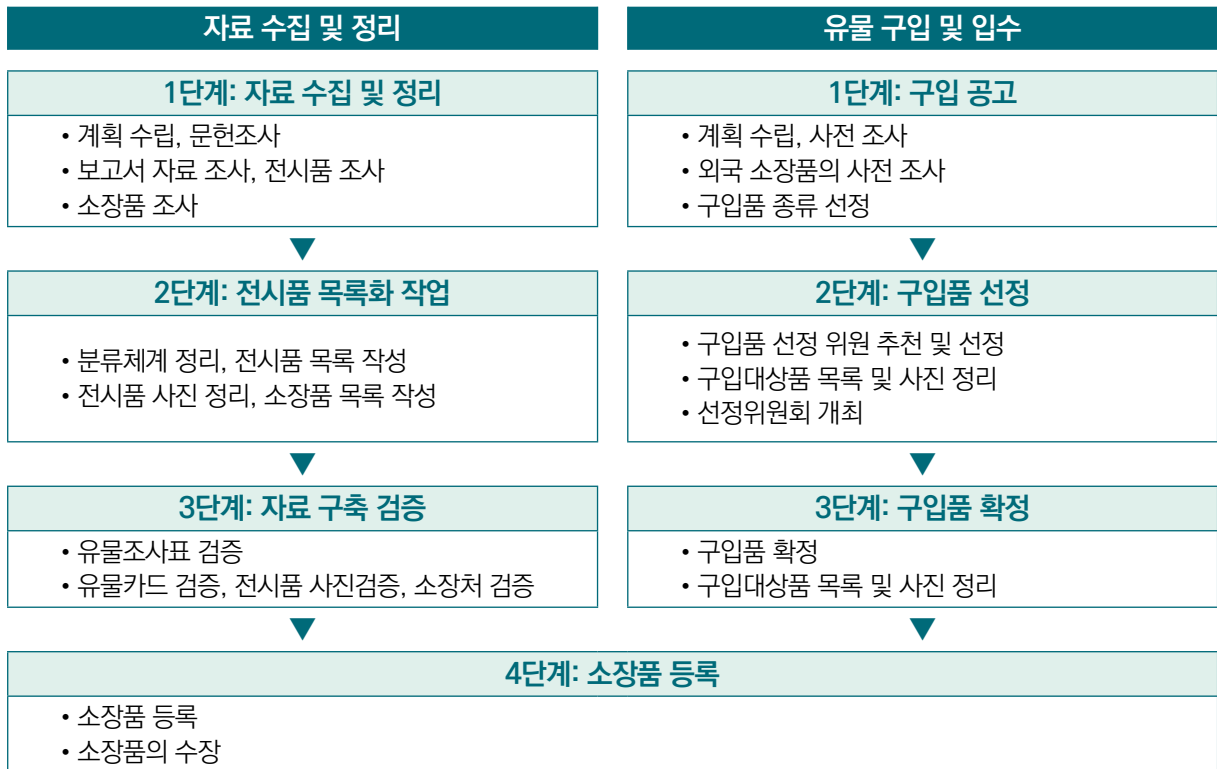 자료 수집 및 정리
1단계: 자료 수집 및 정리
• 계획 수립, 문헌조사
• 보고서 자료 조사, 전시품 조사
• 소장품 조사
2단계: 전시품 목록화 작업
• 분류체계 정리, 전시품 목록 작성
• 전시품 사진 정리, 소장품 목록 작성
3단계: 자료 구축 검증
• 유물조사표 검증
• 유물카드 검증, 전시품 사진검증, 소장처 검증
유물 구입 및 입수
1단계: 구입 공고
• 계획 수립, 사전 조사
• 외국 소장품의 사전 조사
• 구입품 종류 선정
2단계: 구입품 선정
• 구입품 선정 위원 추천 및 선정
• 구입대상품 목록 및 사진 정리
• 선정위원회 개최
3단계: 구입품 확정
• 구입품 확정
• 구입대상품 목록 및 사진 정리
4단계: 소장품 등록
• 소장품 등록
• 소장품의 수장